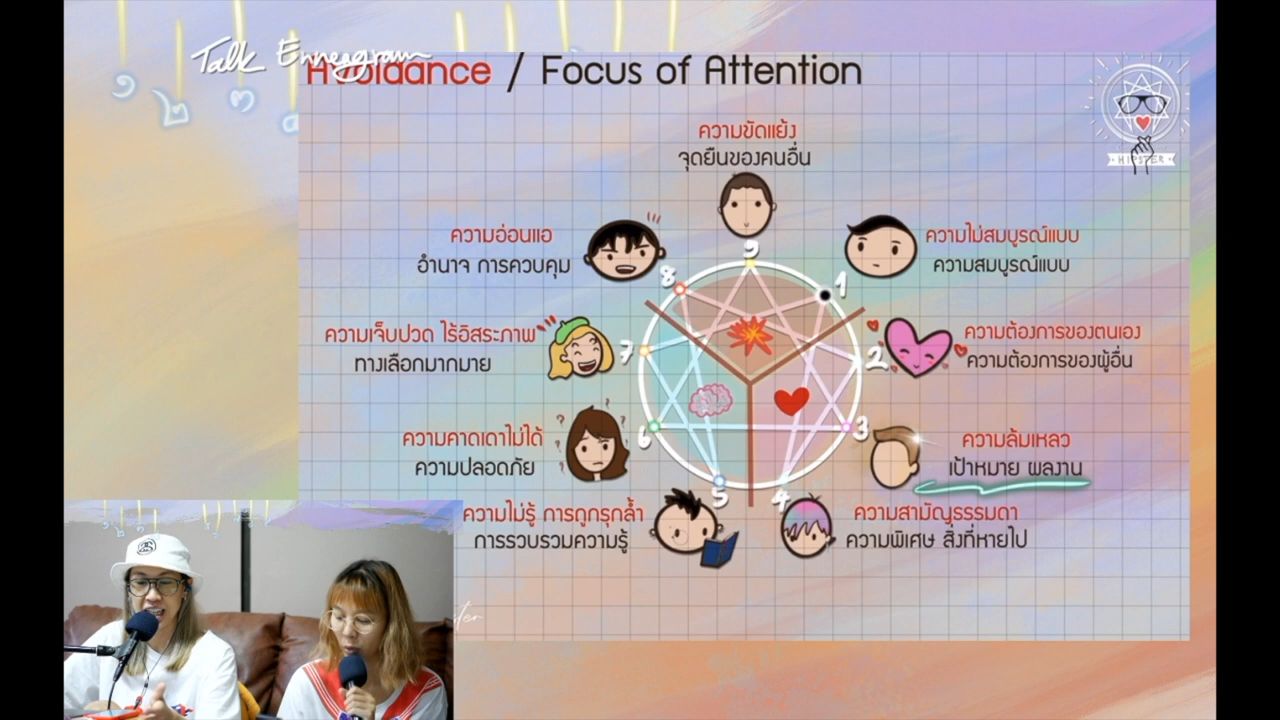 Talk Enneagram
Avoidance / Focus of Attention
๑ ๒ ๓
HIPSTER
ความขัดแย้ง
จุดยืนของคนอื่น
ความอ่อนแอ
อำนาจ การควบคุม
ความไม่สมบูรณ์แบบ
ความสมบูรณ์แบบ
9
8
1
ความเจ็บปวด ไร้อิสระภาพ
ทางเลือกมากมาย
7
2
ความต้องการของตนเอง
ความต้องการของผู้อื่น
ความคาดเดาไม่ได้
ความปลอดภัย
6
3
ความล้มเหลว
เป้าหมาย ผลงาน
5
4
ความไม่รู้ การถูกรุกล้ำ
การรวบรวมความรู้
ความสามัญธรรมดา
ความพิเศษ สิ่งที่หายไป